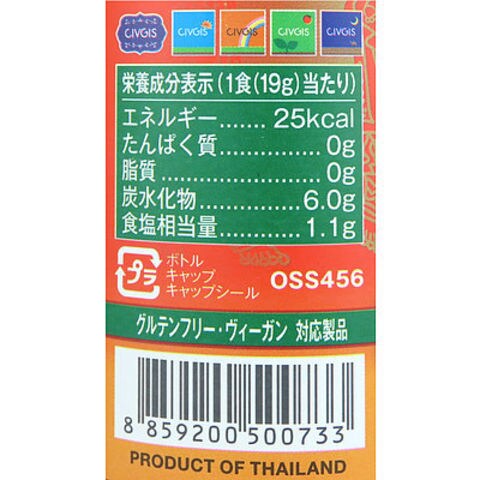 CIVGIS CIVGIS CIVGIS CIVGIS CIVGIS
栄養成分表示(1食(19g)当たり)
エネルギー……25kcal
たんぱく質………0g
脂質………0g
炭水化物………6.0g
食塩相当量………1.1g
プラ
ボトル
キャップ
キャップシール
OSS456
グルテンフリー・ヴィーガン 対応製品
8 859200 500733
PRODUCT OF THAILAND